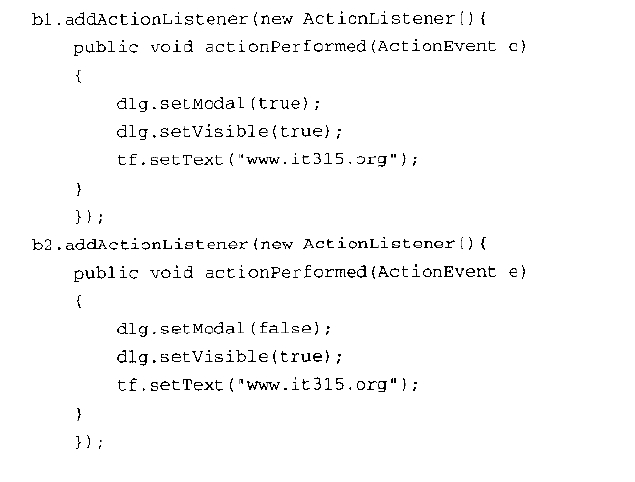 b1.addActionListener(new ActionListener(){
public void actionPerformed(ActionEvent e)
{
dlg.setModal(true);
dlg.setVisible(true);
tf.setText("www.it315.org");
}
});
b2.addActionListener(new ActionListener(){
public void actionPerformed(ActionEvent e)
{
dlg.setModal(false);
dlg.setVisible(true);
tf.setText("www.it315.org");
}
});